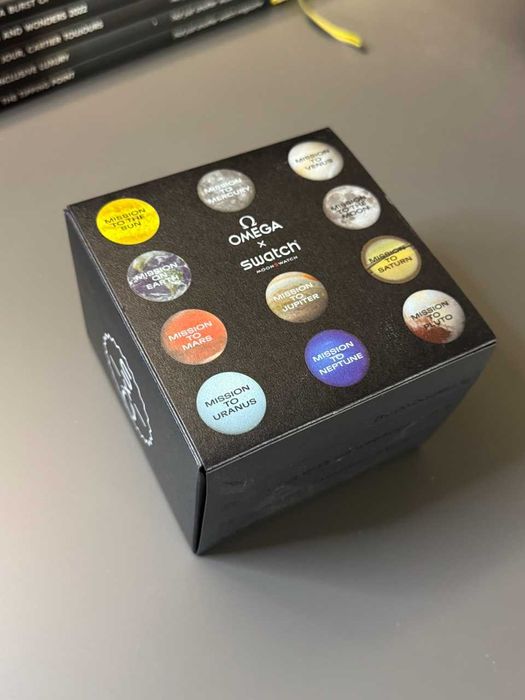 A BURST OF
AND WONDERS 2022
JOUR, CARTIER TOUJOURS
NCLUSIVE LUXURY
THE TIPPING POINT
MISSION
TO THE
SUN
MISSION
TO
MERCURY
MISSION
TO
VENUS
MISSION
ON
EARTH
Ω
OMEGA
X
swatch
MOONSWATCH
MISSION
TO THE
MOON
MISSION
TO
MARS
MISSION
TO
JUPITER
MISSION
TO
SATURN
MISSION
TO
URANUS
MISSION
TO
NEPTUNE
MISSION
TO
PLUTO